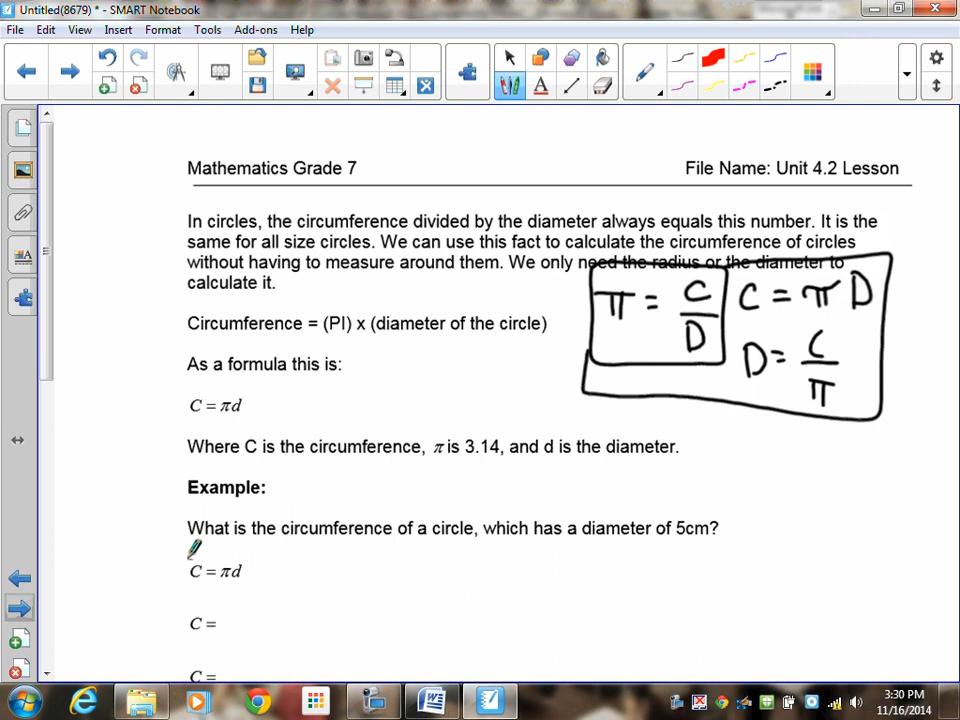 Untitled(8679) * - SMART Notebook
File Edit View Insert Format Tools Add-ons Help
Mathematics Grade 7 File Name: Unit 4.2 Lesson
In circles, the circumference divided by the diameter always equals this number. It is the
same for all size circles. We can use this fact to calculate the circumference of circles
without having to measure around them. We only need the radius or the diameter to
calculate it.
π = C/D C = π D
D = C/π
Circumference = (PI) x (diameter of the circle)
As a formula this is:
C = πd
Where C is the circumference, π is 3.14, and d is the diameter.
Example:
What is the circumference of a circle, which has a diameter of 5cm?
C = πd
C =
C =
3:30 PM
11/16/2014